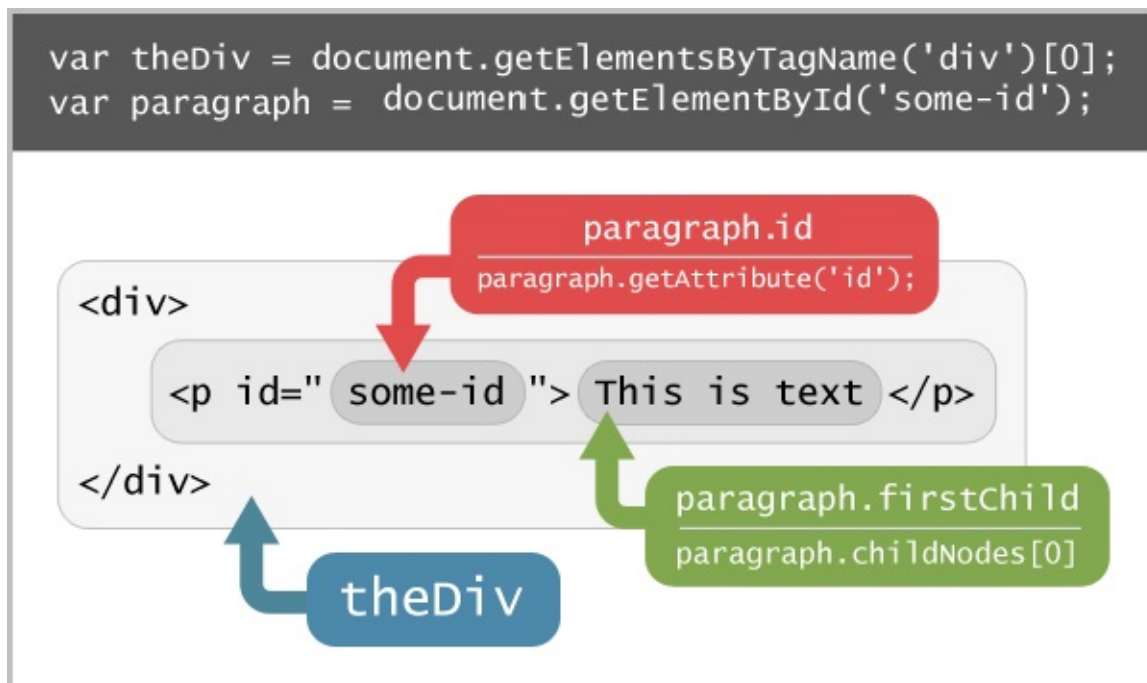 var theDiv = document.getElementsByTagName('div')[0];
var paragraph = document.getElementById('some-id');
paragraph.id
paragraph.getAttribute('id');
<div>
<p id="some-id">This is text</p>
</div>
paragraph.firstChild
paragraph.childNodes[0]
theDiv